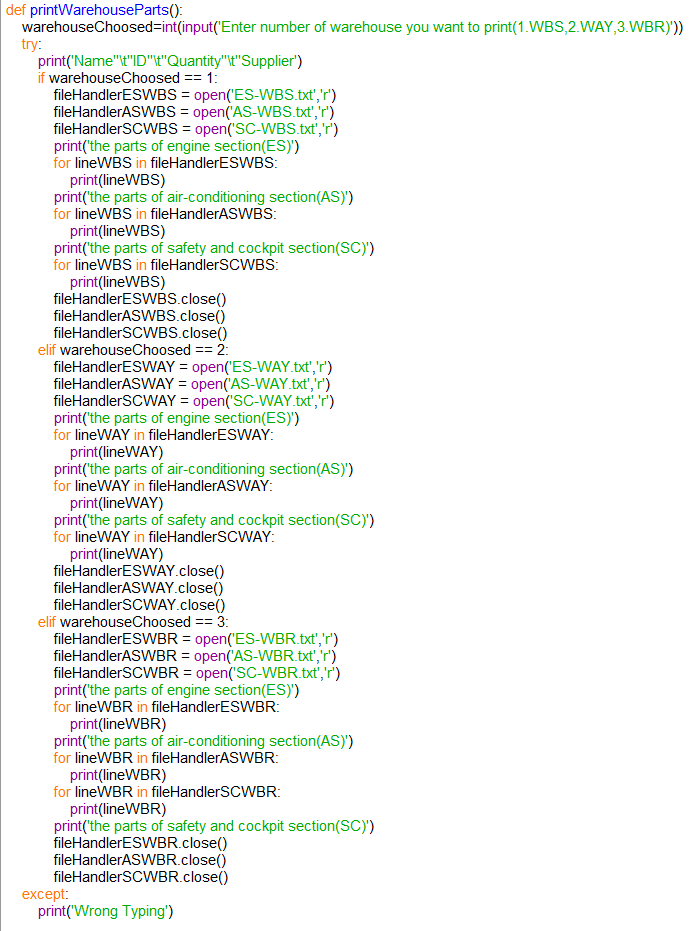 def printWarehouseParts():
    warehouseChoosed=int(input('Enter number of warehouse you want to print(1.WBS,2.WAY,3.WBR)'))
    try:
        print('Name''\t''ID''\t''Quantity''\t''Supplier')
        if warehouseChoosed == 1:
            fileHandlerESWBS = open('ES-WBS.txt','r')
            fileHandlerASWBS = open('AS-WBS.txt','r')
            fileHandlerSCWBS = open('SC-WBS.txt','r')
            print('the parts of engine section(ES)')
            for lineWBS in fileHandlerESWBS:
                print(lineWBS)
            print('the parts of air-conditioning section(AS)')
            for lineWBS in fileHandlerASWBS:
                print(lineWBS)
            print('the parts of safety and cockpit section(SC)')
            for lineWBS in fileHandlerSCWBS:
                print(lineWBS)
            fileHandlerESWBS.close()
            fileHandlerASWBS.close()
            fileHandlerSCWBS.close()
        elif warehouseChoosed == 2:
            fileHandlerESWAY = open('ES-WAY.txt','r')
            fileHandlerASWAY = open('AS-WAY.txt','r')
            fileHandlerSCWAY = open('SC-WAY.txt','r')
            print('the parts of engine section(ES)')
            for lineWAY in fileHandlerESWAY:
                print(lineWAY)
            print('the parts of air-conditioning section(AS)')
            for lineWAY in fileHandlerASWAY:
                print(lineWAY)
            print('the parts of safety and cockpit section(SC)')
            for lineWAY in fileHandlerSCWAY:
                print(lineWAY)
            fileHandlerESWAY.close()
            fileHandlerASWAY.close()
            fileHandlerSCWAY.close()
        elif warehouseChoosed == 3:
            fileHandlerESWBR = open('ES-WBR.txt','r')
            fileHandlerASWBR = open('AS-WBR.txt','r')
            fileHandlerSCWBR = open('SC-WBR.txt','r')
            print('the parts of engine section(ES)')
            for lineWBR in fileHandlerESWBR:
                print(lineWBR)
            print('the parts of air-conditioning section(AS)')
            for lineWBR in fileHandlerASWBR:
                print(lineWBR)
            for lineWBR in fileHandlerSCWBR:
                print(lineWBR)
            print('the parts of safety and cockpit section(SC)')
            fileHandlerESWBR.close()
            fileHandlerASWBR.close()
            fileHandlerSCWBR.close()
    except:
        print('Wrong Typing')